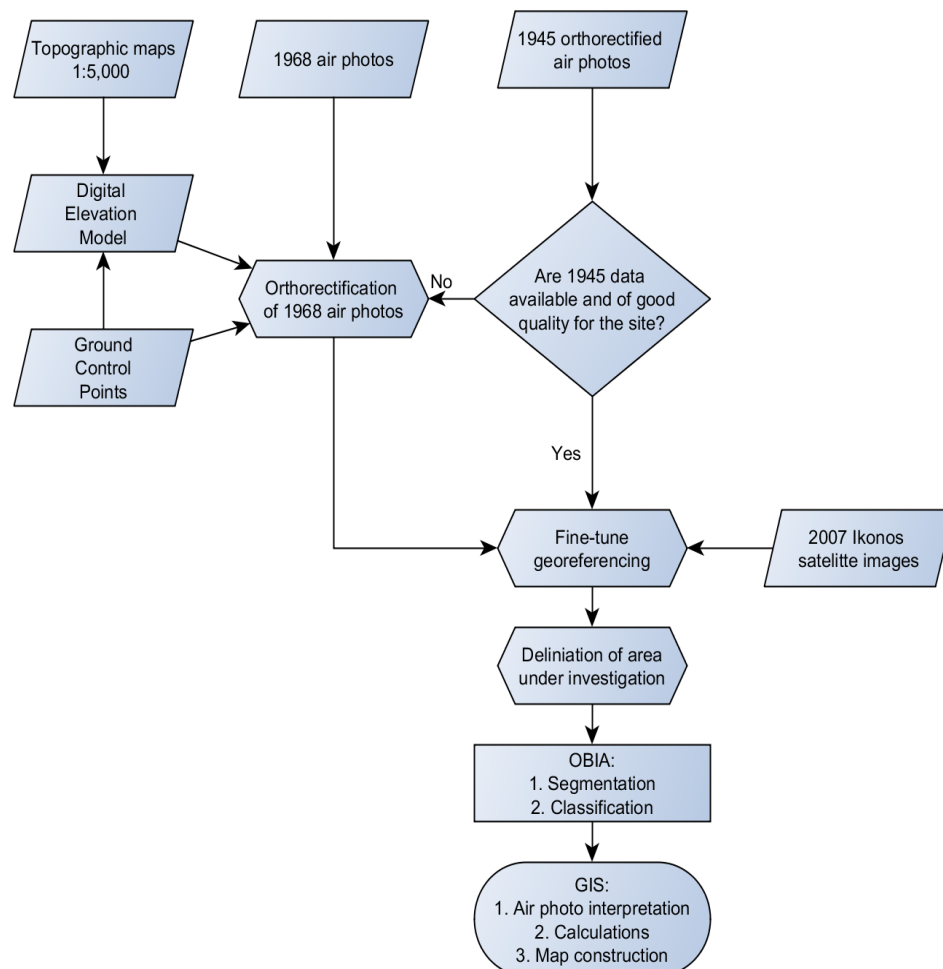 Topographic maps
1:5,000
1968 air photos
1945 orthorectified
air photos
Digital
Elevation
Model
Orthorectification
of 1968 air photos
No
Are 1945 data
available and of good
quality for the site?
Ground
Control
Points
Yes
Fine-tune
georeferencing
2007 Ikonos
satelitte images
Deliniation of area
under investigation
OBIA:
1. Segmentation
2. Classification
GIS:
1. Air photo interpretation
2. Calculations
3. Map construction